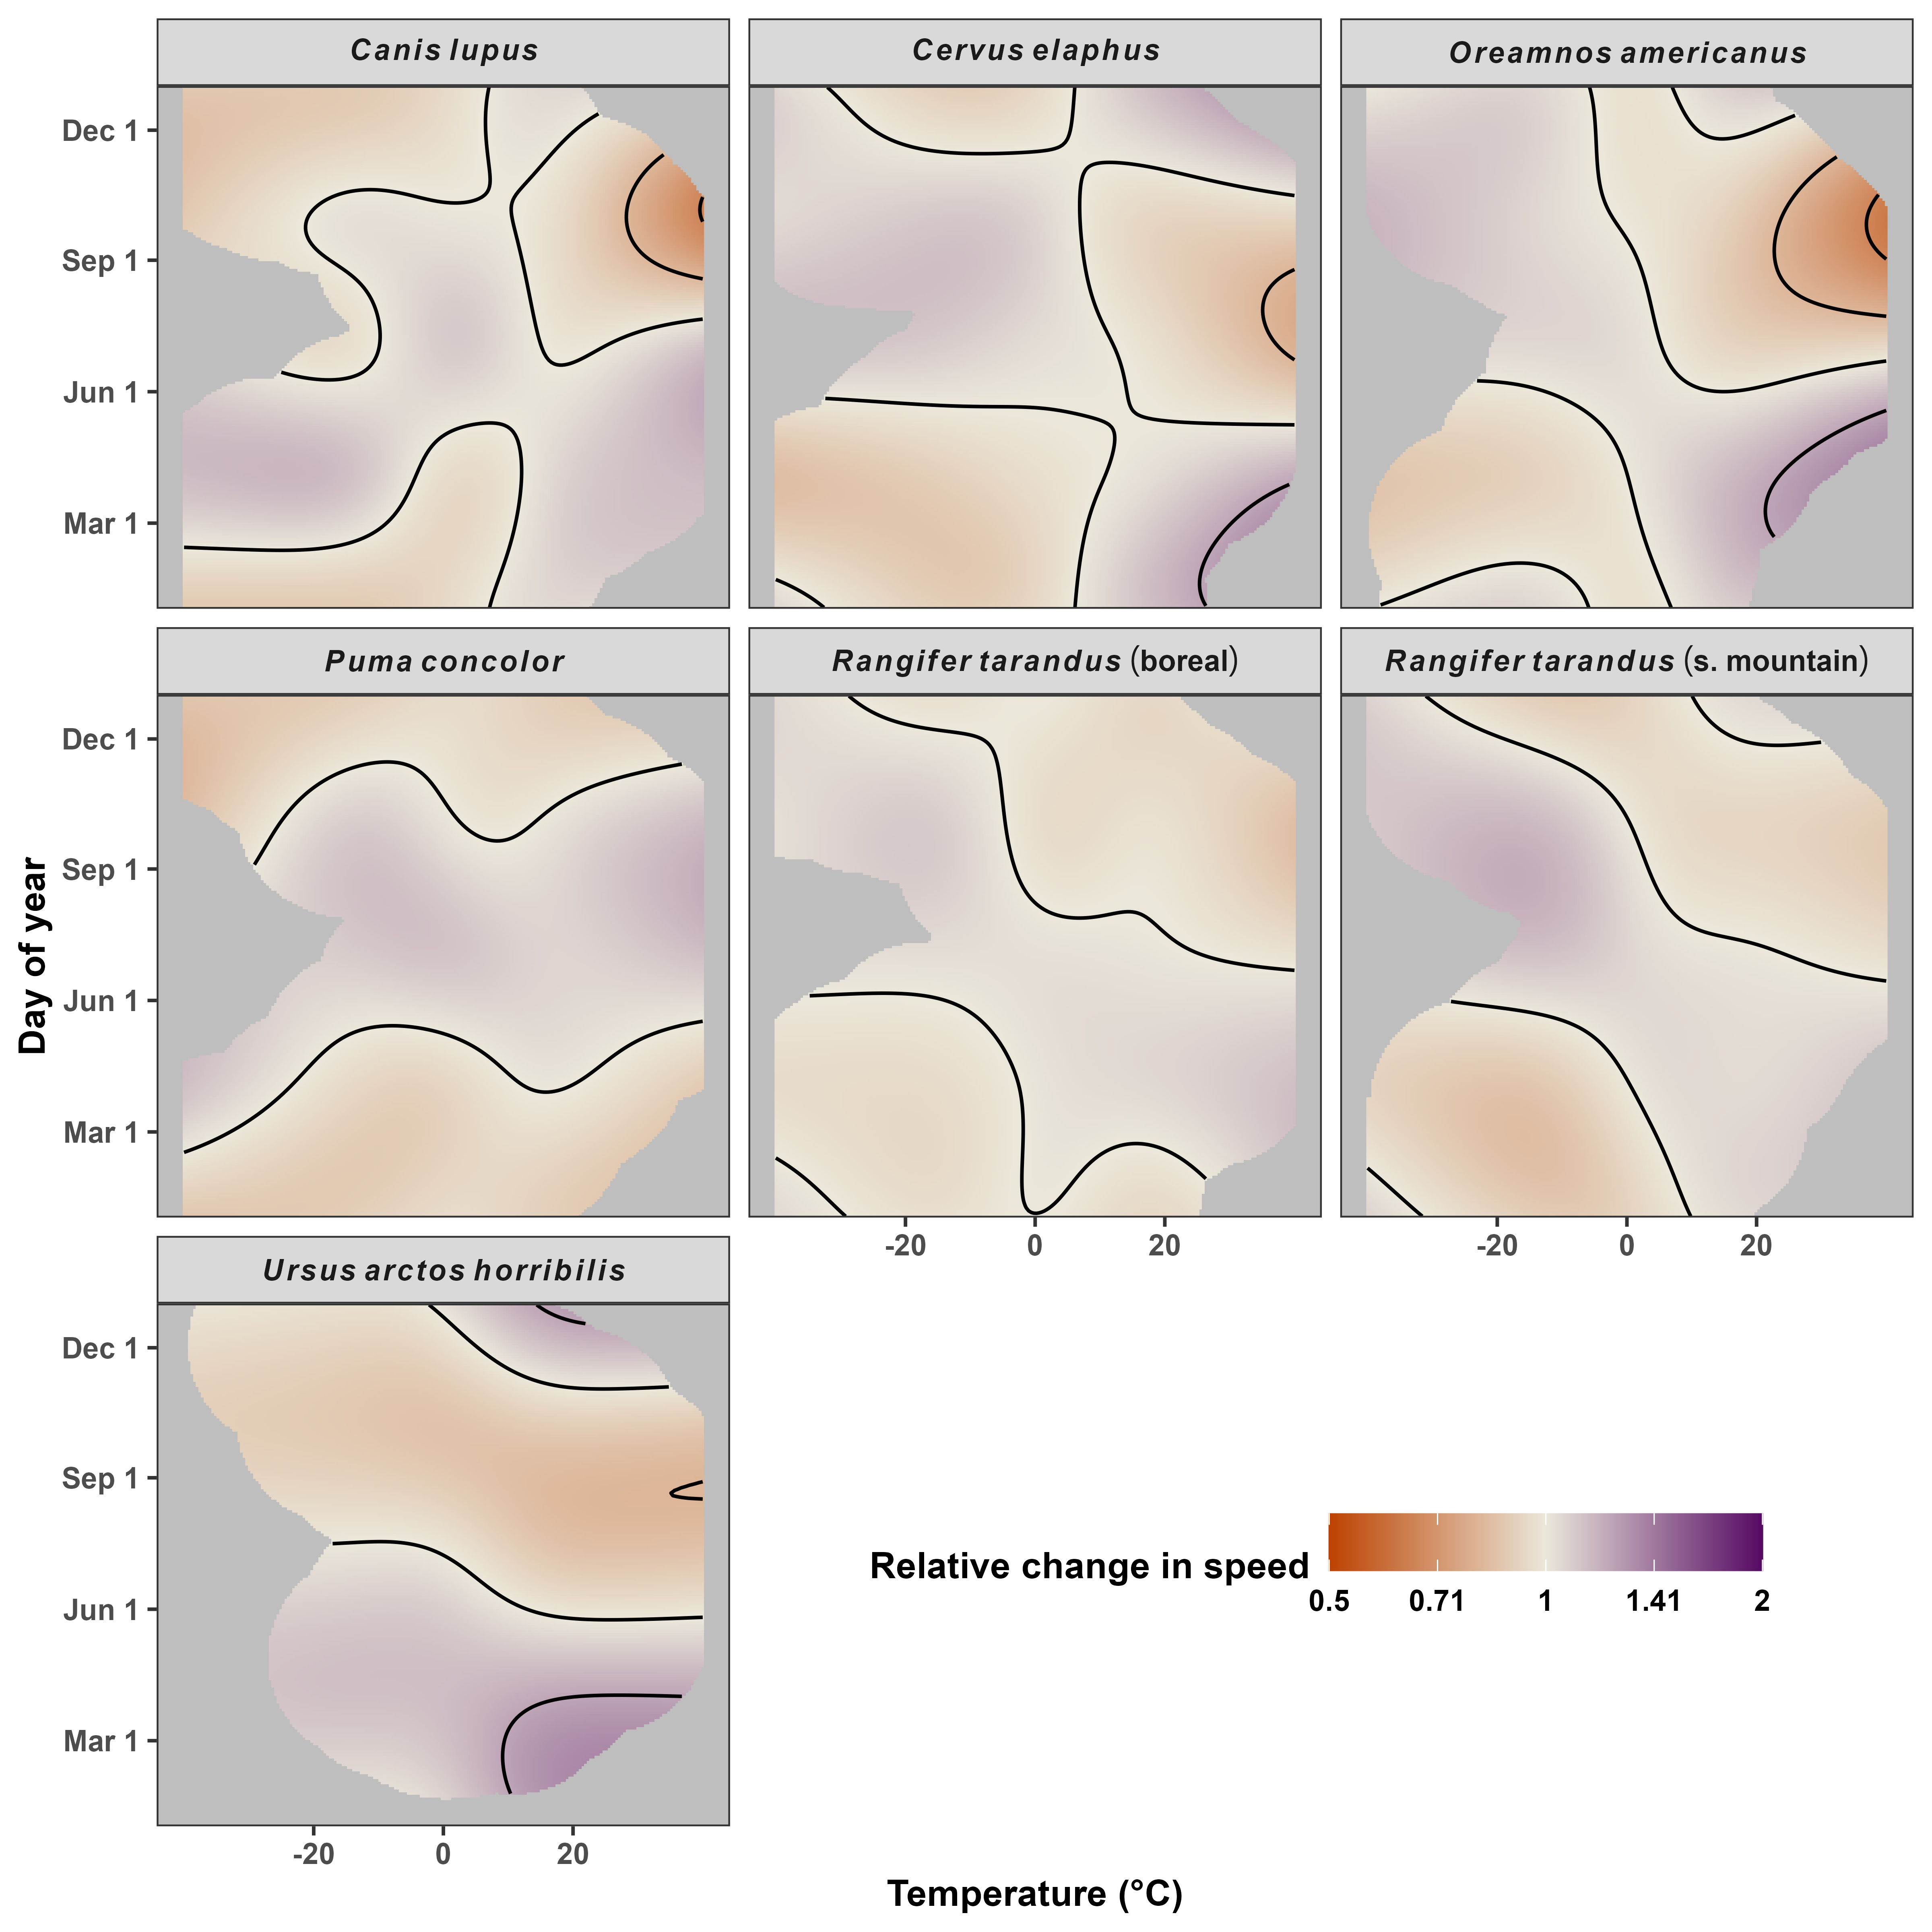 Canis lupus
Cervus elaphus
Oreamnos americanus
Dec 1
Sep 1
Jun 1
Mar 1
Puma concolor
Rangifer tarandus (boreal)
Rangifer tarandus (s. mountain)
Dec 1
Sep 1
Jun 1
Mar 1
-20 0 20
-20 0 20
Ursus arctos horribilis
Dec 1
Sep 1
Jun 1
Mar 1
-20 0 20
Day of year
Temperature (°C)
Relative change in speed
0.5 0.71 1 1.41 2